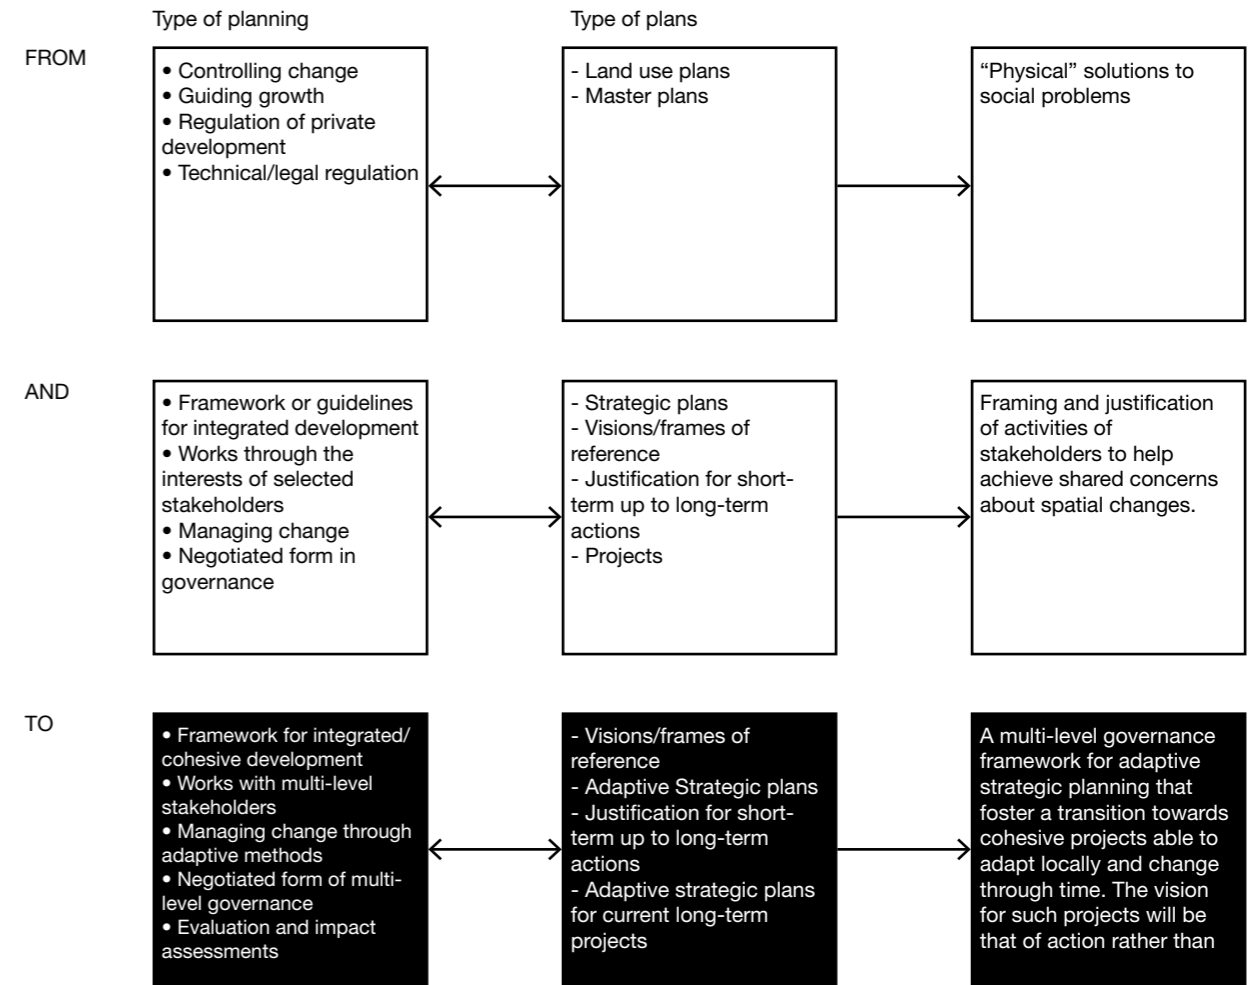 Type of planning
Type of plans
FROM
• Controlling change
• Guiding growth
• Regulation of private
development
• Technical/legal regulation
- Land use plans
- Master plans
“Physical” solutions to
social problems
AND
• Framework or guidelines
for integrated development
• Works through the
interests of selected
stakeholders
• Managing change
• Negotiated form in
governance
- Strategic plans
- Visions/frames of
reference
- Justification for short-
term up to long-term
actions
- Projects
Framing and justification
of activities of
stakeholders to help
achieve shared concerns
about spatial changes.
TO
• Framework for integrated/
cohesive development
• Works with multi-level
stakeholders
• Managing change through
adaptive methods
• Negotiated form of multi-
level governance
• Evaluation and impact
assessments
- Visions/frames of
reference
- Adaptive Strategic plans
- Justification for short-
term up to long-term
actions
- Adaptive strategic plans
for current long-term
projects
A multi-level governance
framework for adaptive
strategic planning that
foster a transition towards
cohesive projects able to
adapt locally and change
through time. The vision
for such projects will be
that of action rather than